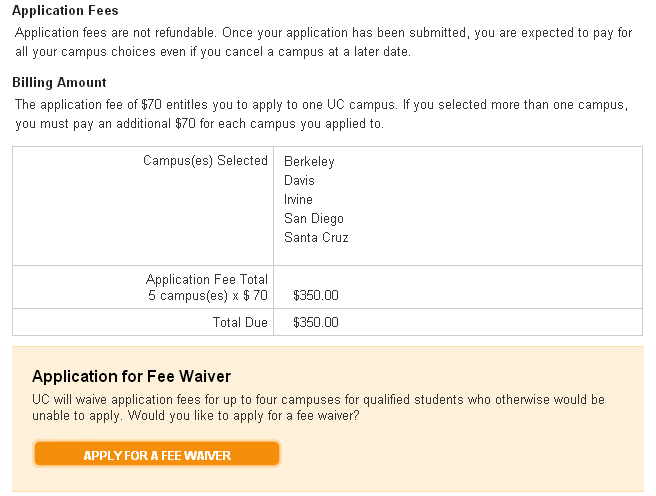 Application Fees
Application fees are not refundable. Once your application has been submitted, you are expected to pay for
all your campus choices even if you cancel a campus at a later date.
Billing Amount
The application fee of $70 entitles you to apply to one UC campus. If you selected more than one campus,
you must pay an additional $70 for each campus you applied to.
Campus(es) Selected Berkeley
Davis
Irvine
San Diego
Santa Cruz
Application Fee Total
5 campus(es) x $ 70 $350.00
Total Due $350.00
Application for Fee Waiver
UC will waive application fees for up to four campuses for qualified students who otherwise would be
unable to apply. Would you like to apply for a fee waiver?
APPLY FOR A FEE WAIVER